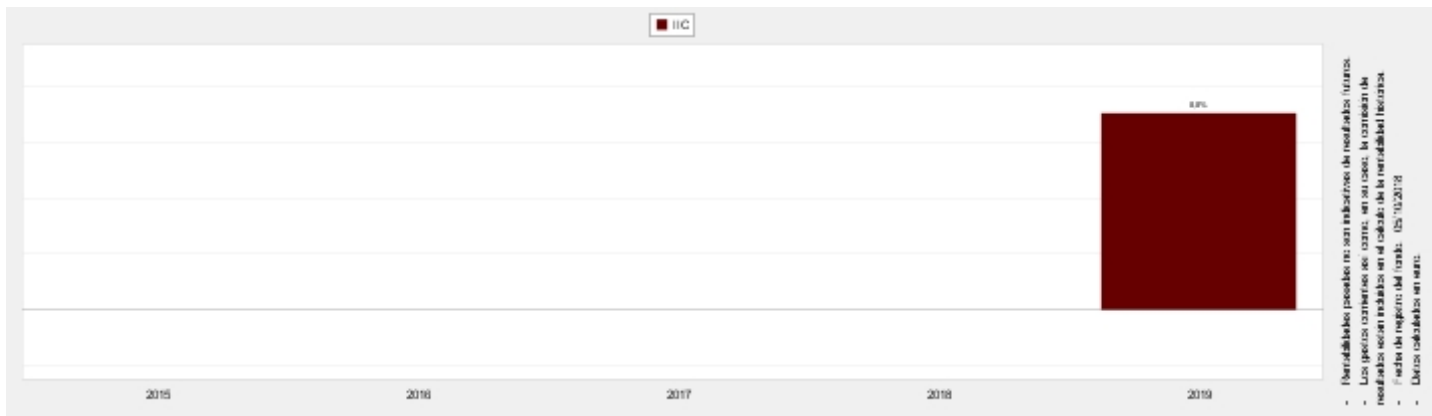 IIC
2015
2016
2017
2018
2019
- Rentabilidades pasadas no son indicativas de resultados futuros.
- Los gastos corrientes así como, en su caso, la comisión de
resultados están incluidos en el cálculo de la rentabilidad histórica.
- Fecha de registro del fondo:
- Datos calculados en euro.